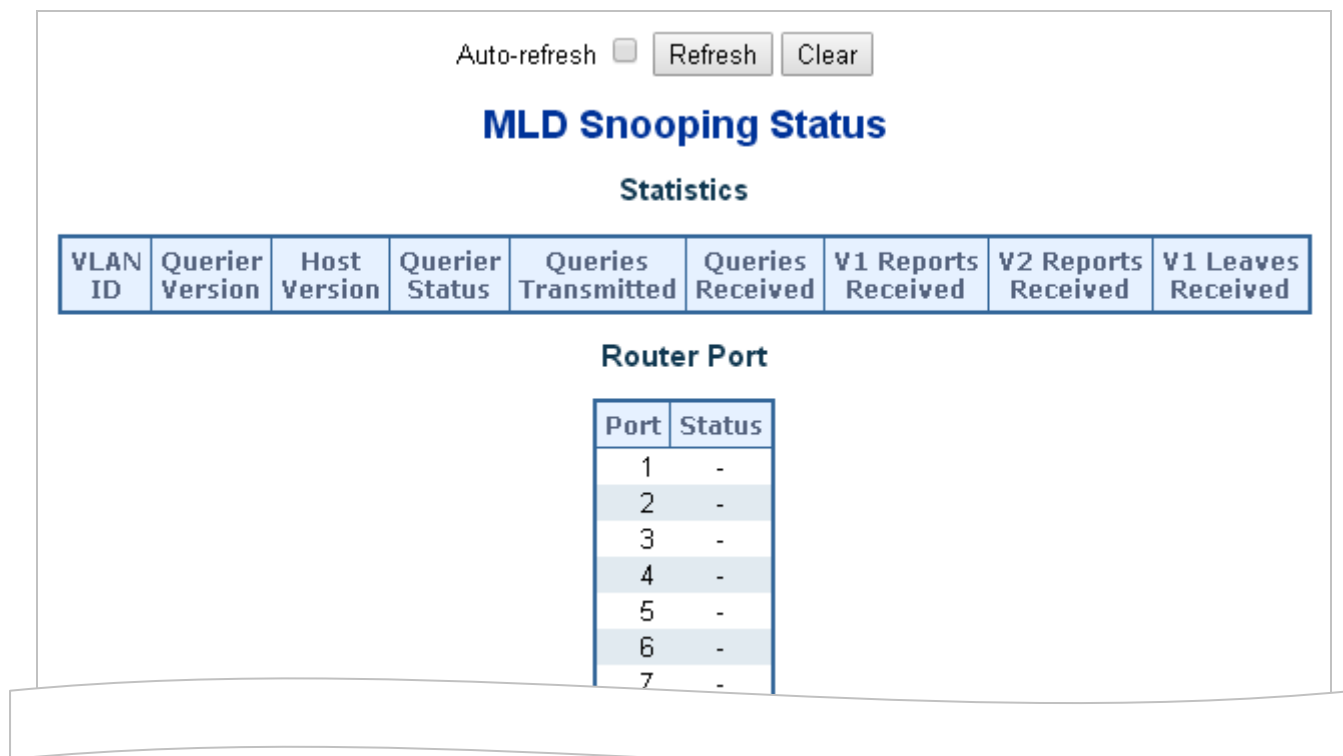 Auto-refresh Refresh Clear
MLD Snooping Status
Statistics
VLAN ID Querier Version Host Version Querier Status Queries Transmitted Queries Received V1 Reports Received V2 Reports Received V1 Leaves Received
Router Port
Port Status
1 -
2 -
3 -
4 -
5 -
6 -
7 -